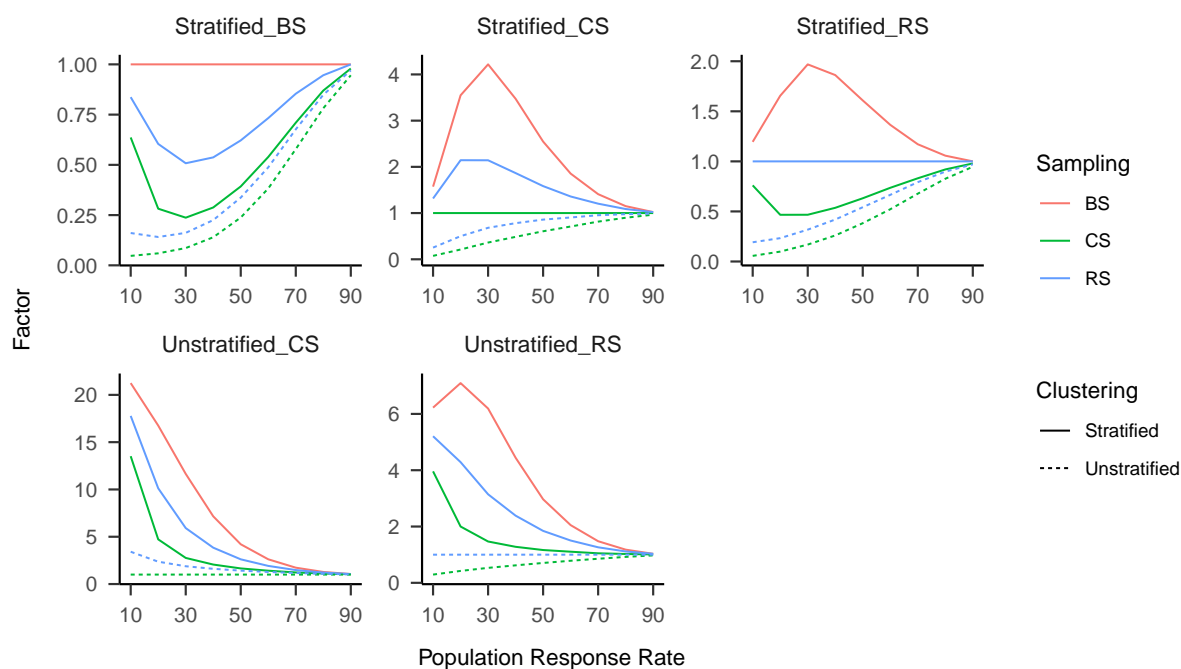 Stratified_BS Stratified_CS Stratified_RS
1.00 0.75 0.50 0.25 0.00
4 3 2 1 0
2.0 1.5 1.0 0.5 0.0
10 30 50 70 90 10 30 50 70 90 10 30 50 70 90
Unstratified_CS Unstratified_RS
20 15 10 5 0
6 4 2 0
10 30 50 70 90 10 30 50 70 90
Factor
Population Response Rate
Sampling
BS
CS
RS
Clustering
Stratified
Unstratified